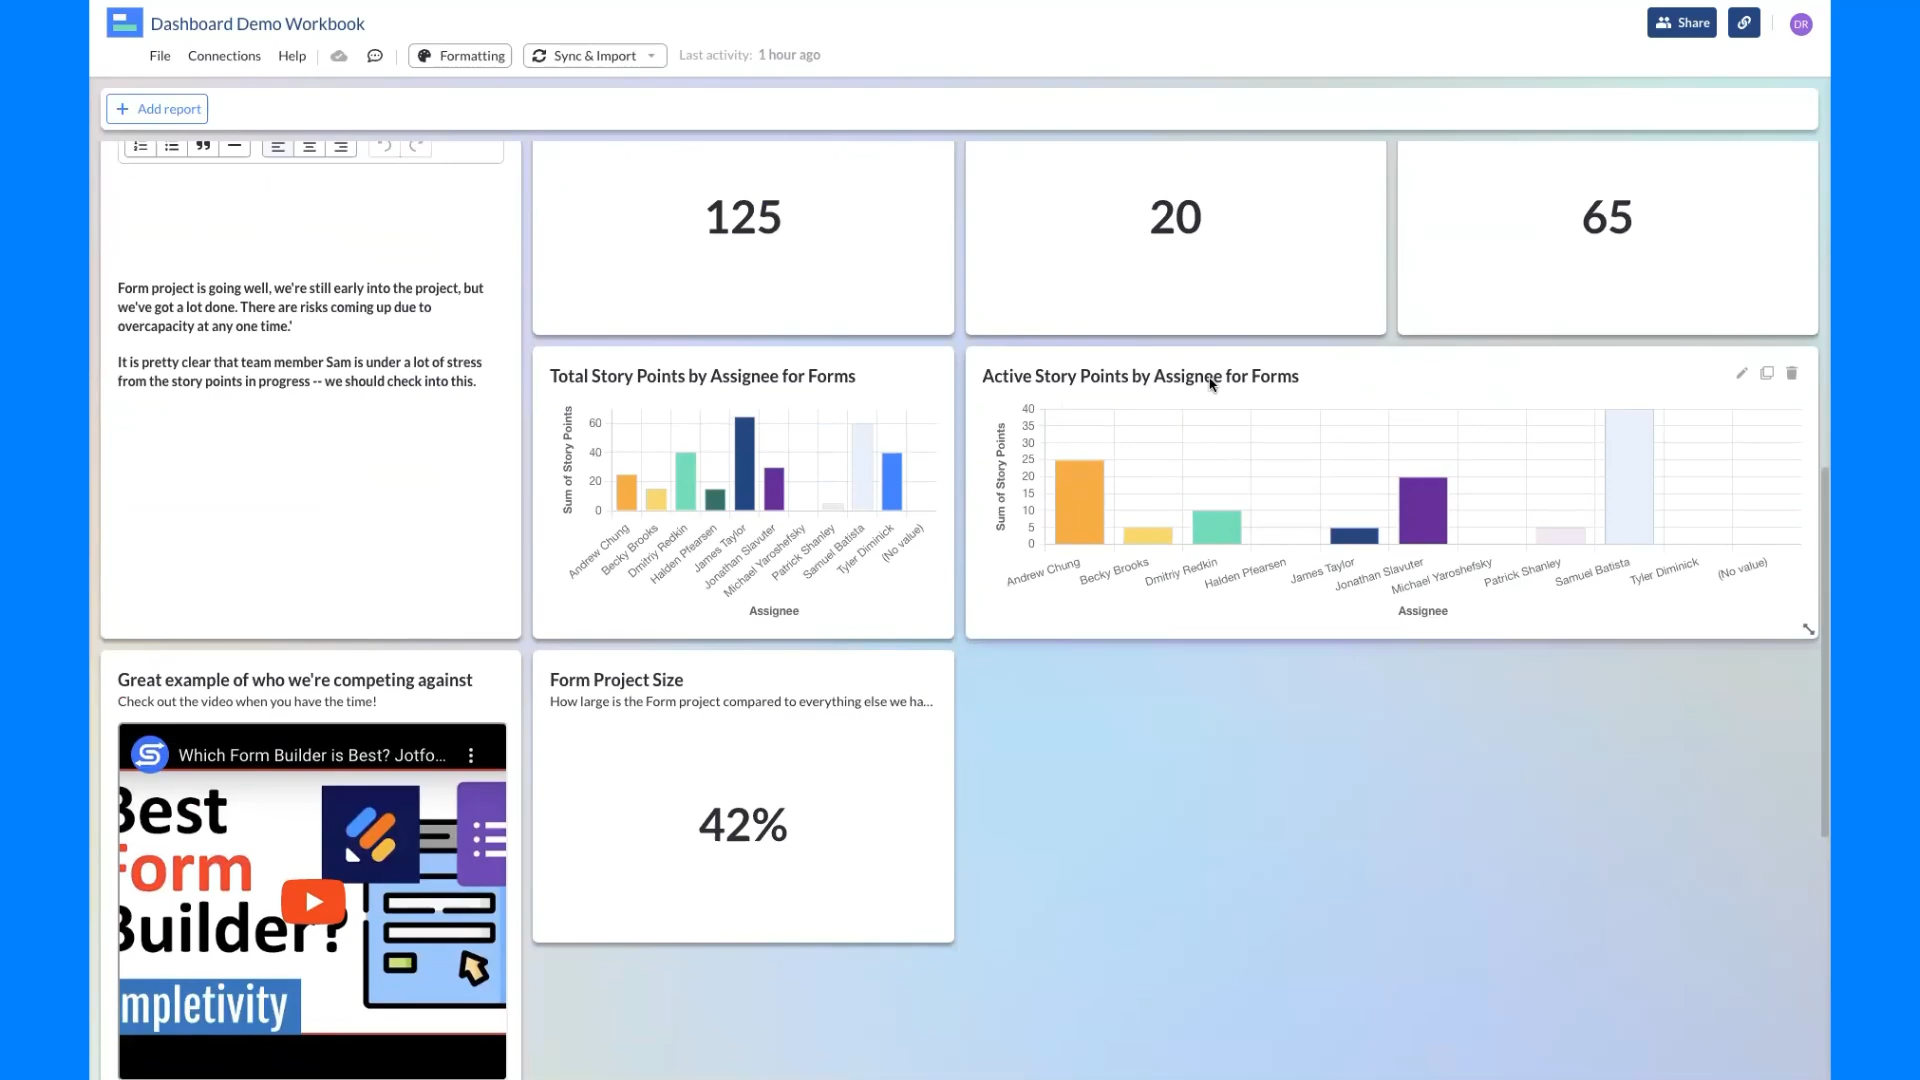 Dashboard Demo Workbook
Share
DR
File
Connections
Help
Formatting
Sync & Import
Last activity: 1 hour ago
+ Add report
125
20
65
Form project is going well, we're still early into the project, but
we've got a lot done. There are risks coming up due to
overcapacity at any one time.'
It is pretty clear that team member Sam is under a lot of stress
from the story points in progress -- we should check into this.
Total Story Points by Assignee for Forms
Sum of Story Points
60
40
20
0
Andrew Chung
Becky Brooks
Dmitriy Redkin
Halden Pfearsen
James Taylor
Jonathan Slavuter
Michael Yaroshefsky
Patrick Shanley
Samuel Batista
Tyler Diminick
(No value)
Assignee
Active Story Points by Assignee for Forms
Sum of Story Points
40
35
30
25
20
15
10
5
0
Andrew Chung
Becky Brooks
Dmitriy Redkin
Halden Pfearsen
James Taylor
Jonathan Slavuter
Michael Yaroshefsky
Patrick Shanley
Samuel Batista
Tyler Diminick
(No value)
Assignee
Great example of who we're competing against
Check out the video when you have the time!
Which Form Builder is Best? Jotfo...
Best
Form
Builder?
mpletivity
Form Project Size
How large is the Form project compared to everything else we ha...
42%